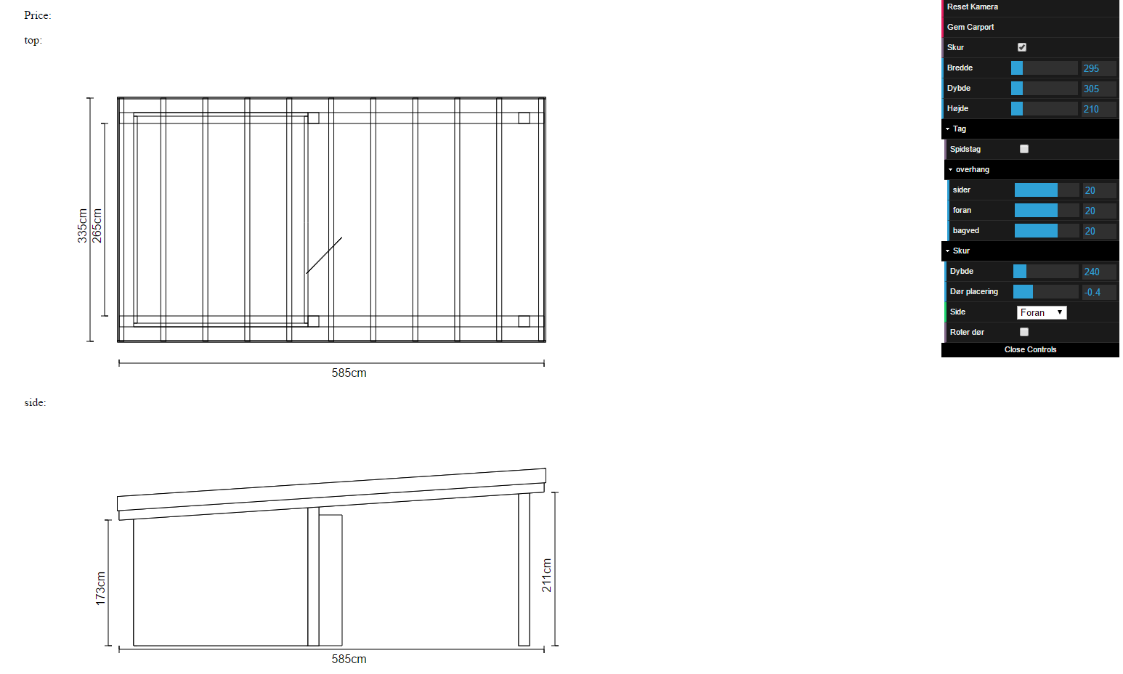 Price:
top:
335cm
265cm
585cm
side:
173cm
211cm
585cm
Reset Kamera
Gem Carport
Skur
Bredde 295
Dybde 305
Højde 210
Tag
Spidstag
overhang
sider 20
foran 20
bagved 20
Skur
Dybde 240
Dør placering -0.4
Side Foran
Roter dør
Close Controls